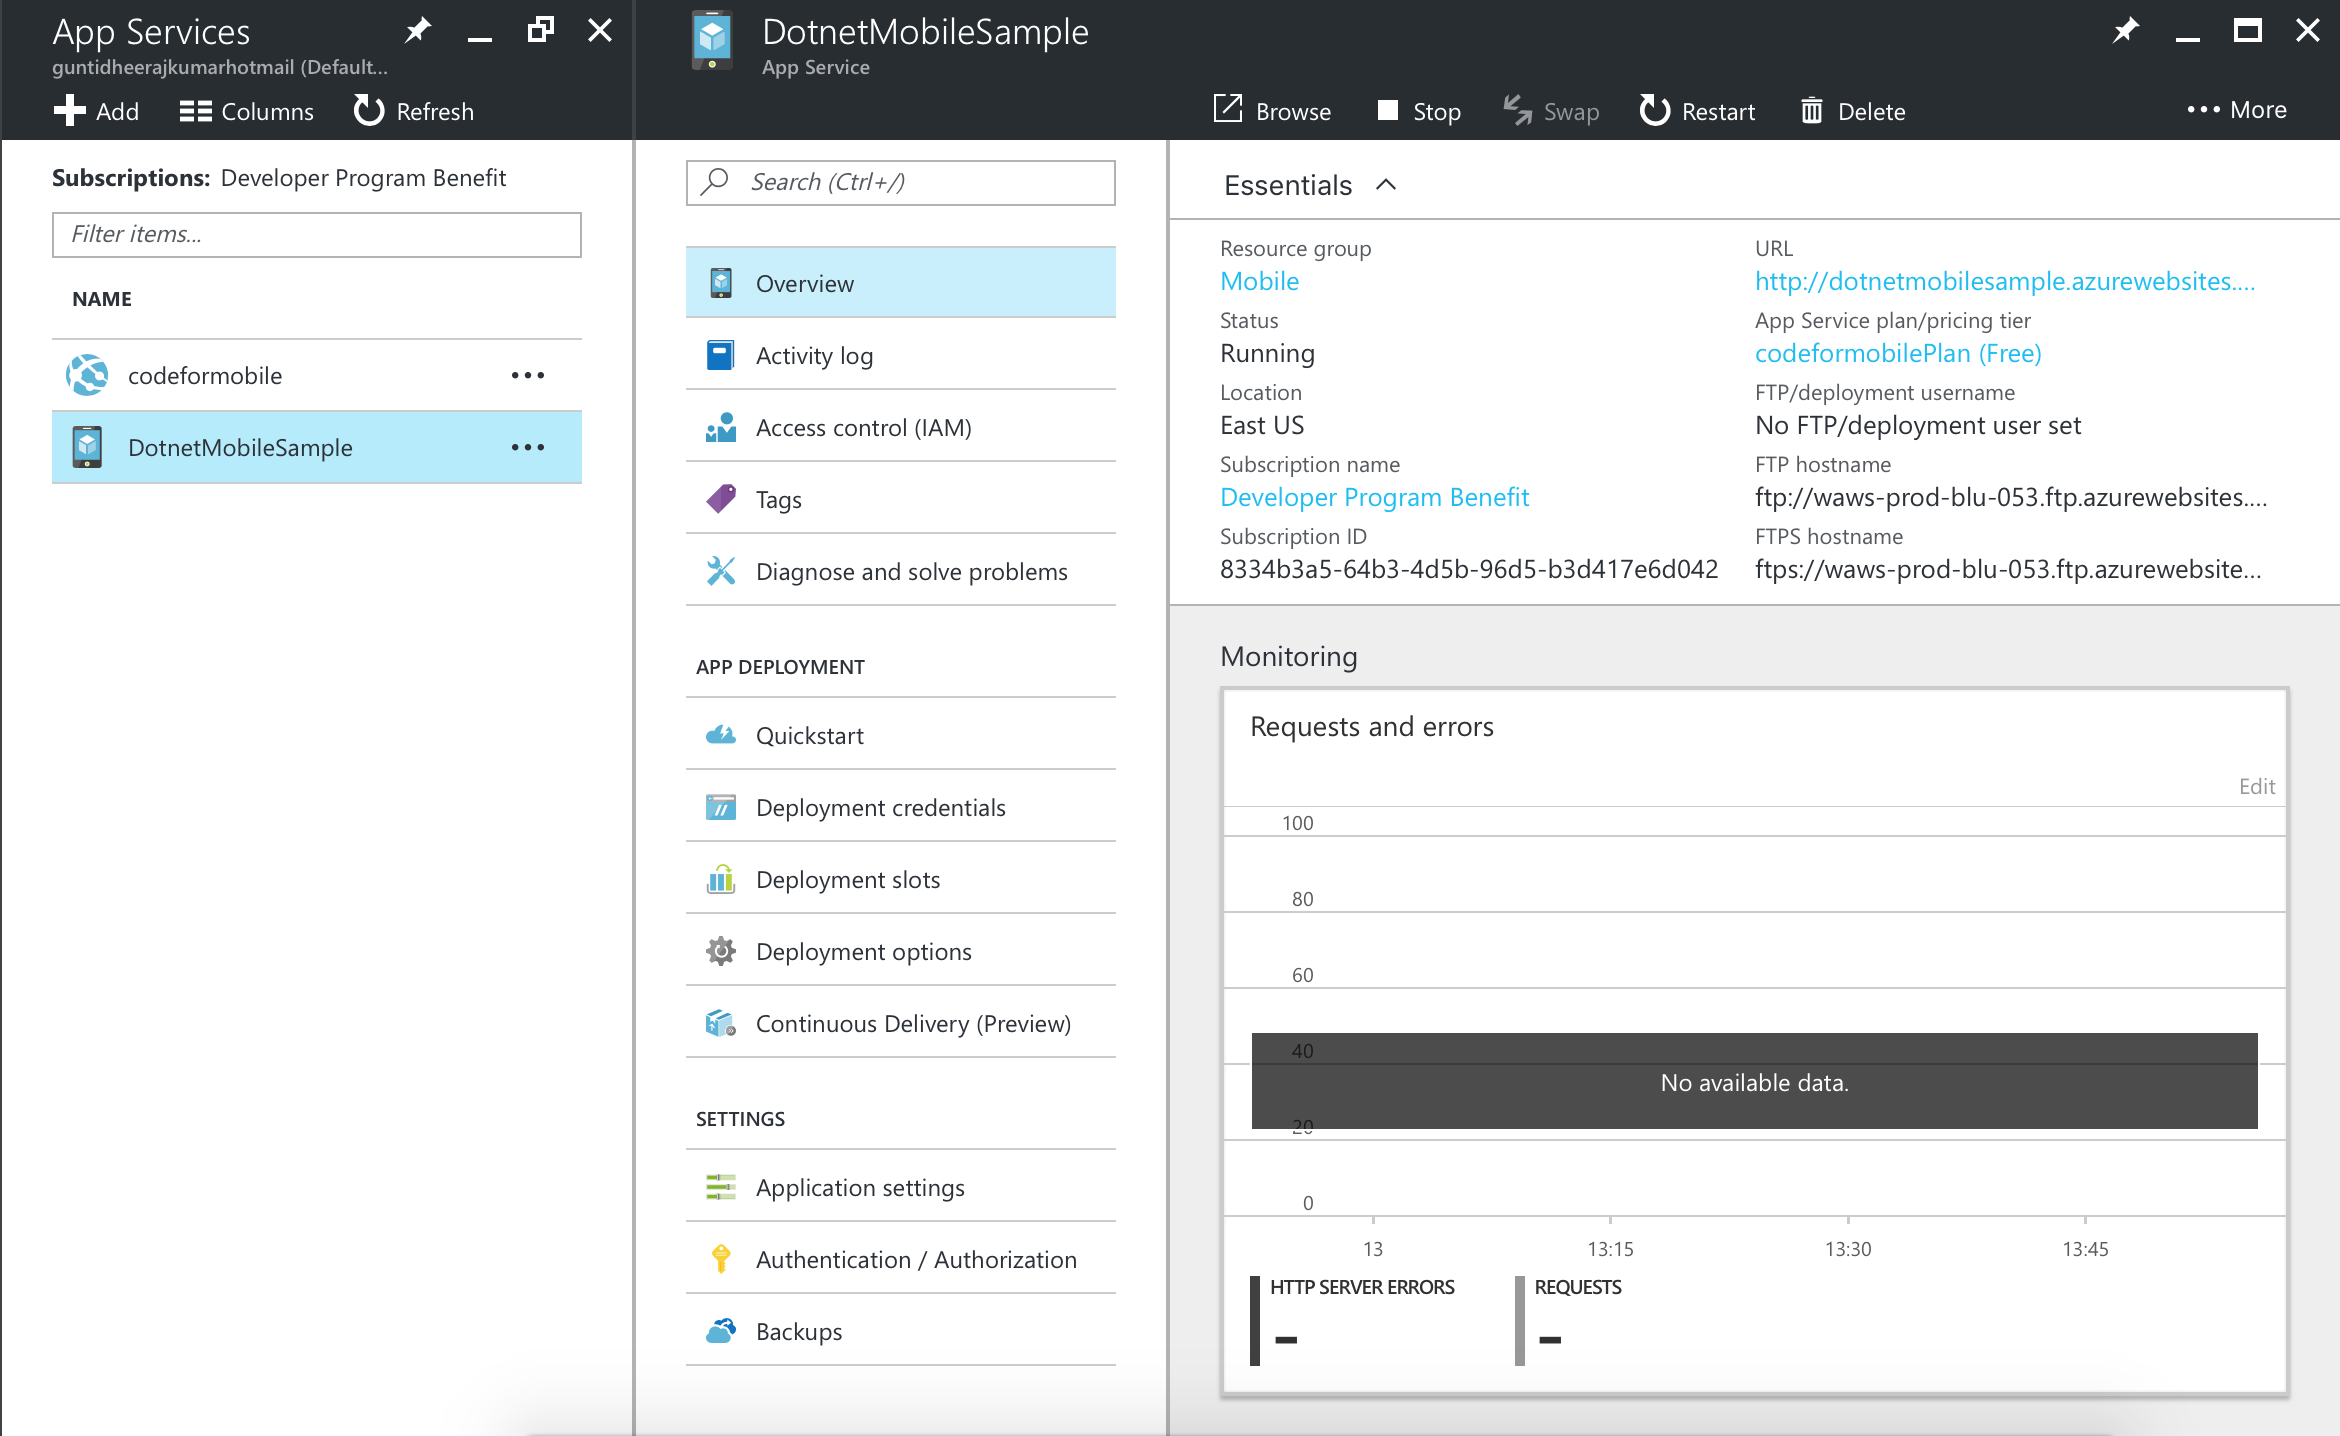 App Services
guntidheerajkumarhotmail (Default...
Add Columns Refresh
Subscriptions: Developer Program Benefit
Filter items...
NAME
codeformobile
DotnetMobileSample
DotnetMobileSample
App Service
Browse Stop Swap Restart Delete More
Search (Ctrl+/)
Overview
Activity log
Access control (IAM)
Tags
Diagnose and solve problems
APP DEPLOYMENT
Quickstart
Deployment credentials
Deployment slots
Deployment options
Continuous Delivery (Preview)
SETTINGS
Application settings
Authentication / Authorization
Backups
Essentials
Resource group
Mobile
Status
Running
Location
East US
Subscription name
Developer Program Benefit
Subscription ID
8334b3a5-64b3-4d5b-96d5-b3d417e6d042
URL
http://dotnetmobilesample.azurewebsites....
App Service plan/pricing tier
codeformobilePlan (Free)
FTP/deployment username
No FTP/deployment user set
FTP hostname
ftp://waws-prod-blu-053.ftp.azurewebsites....
FTPS hostname
ftps://waws-prod-blu-053.ftp.azurewebsite...
Monitoring
Requests and errors
Edit
100
80
60
40
No available data.
20
0
13 13:15 13:30 13:45
HTTP SERVER ERRORS REQUESTS
– –